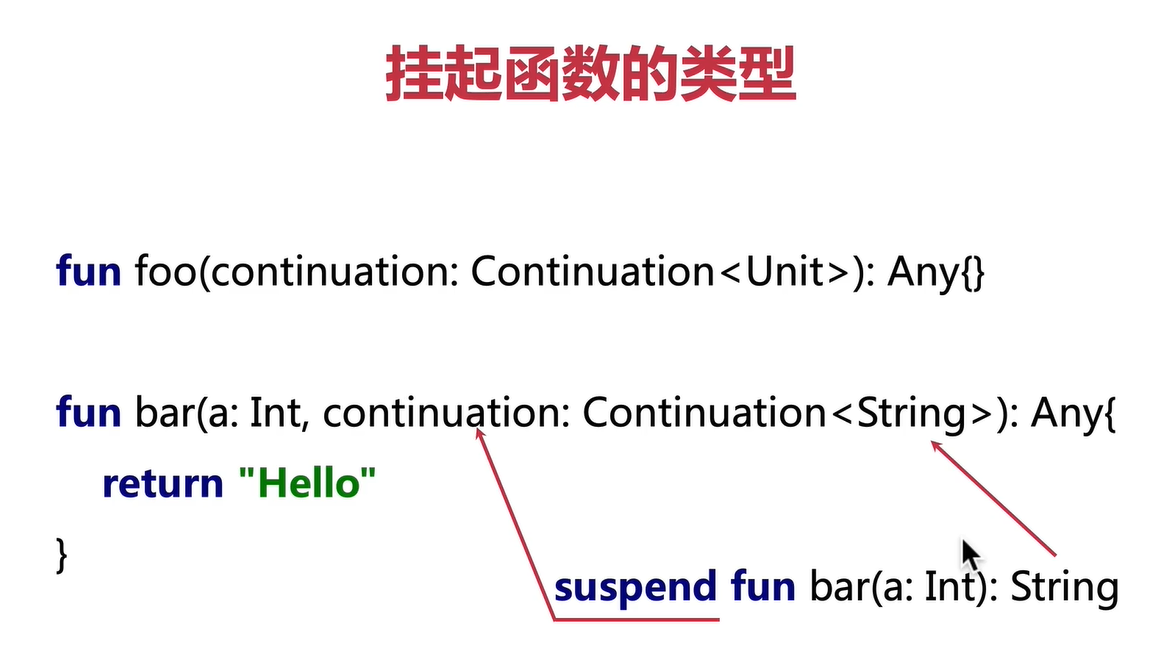 挂起函数的类型
fun foo(continuation: Continuation<Unit>): Any{}
fun bar(a: Int, continuation: Continuation<String>): Any{
return "Hello"
}
suspend fun bar(a: Int): String